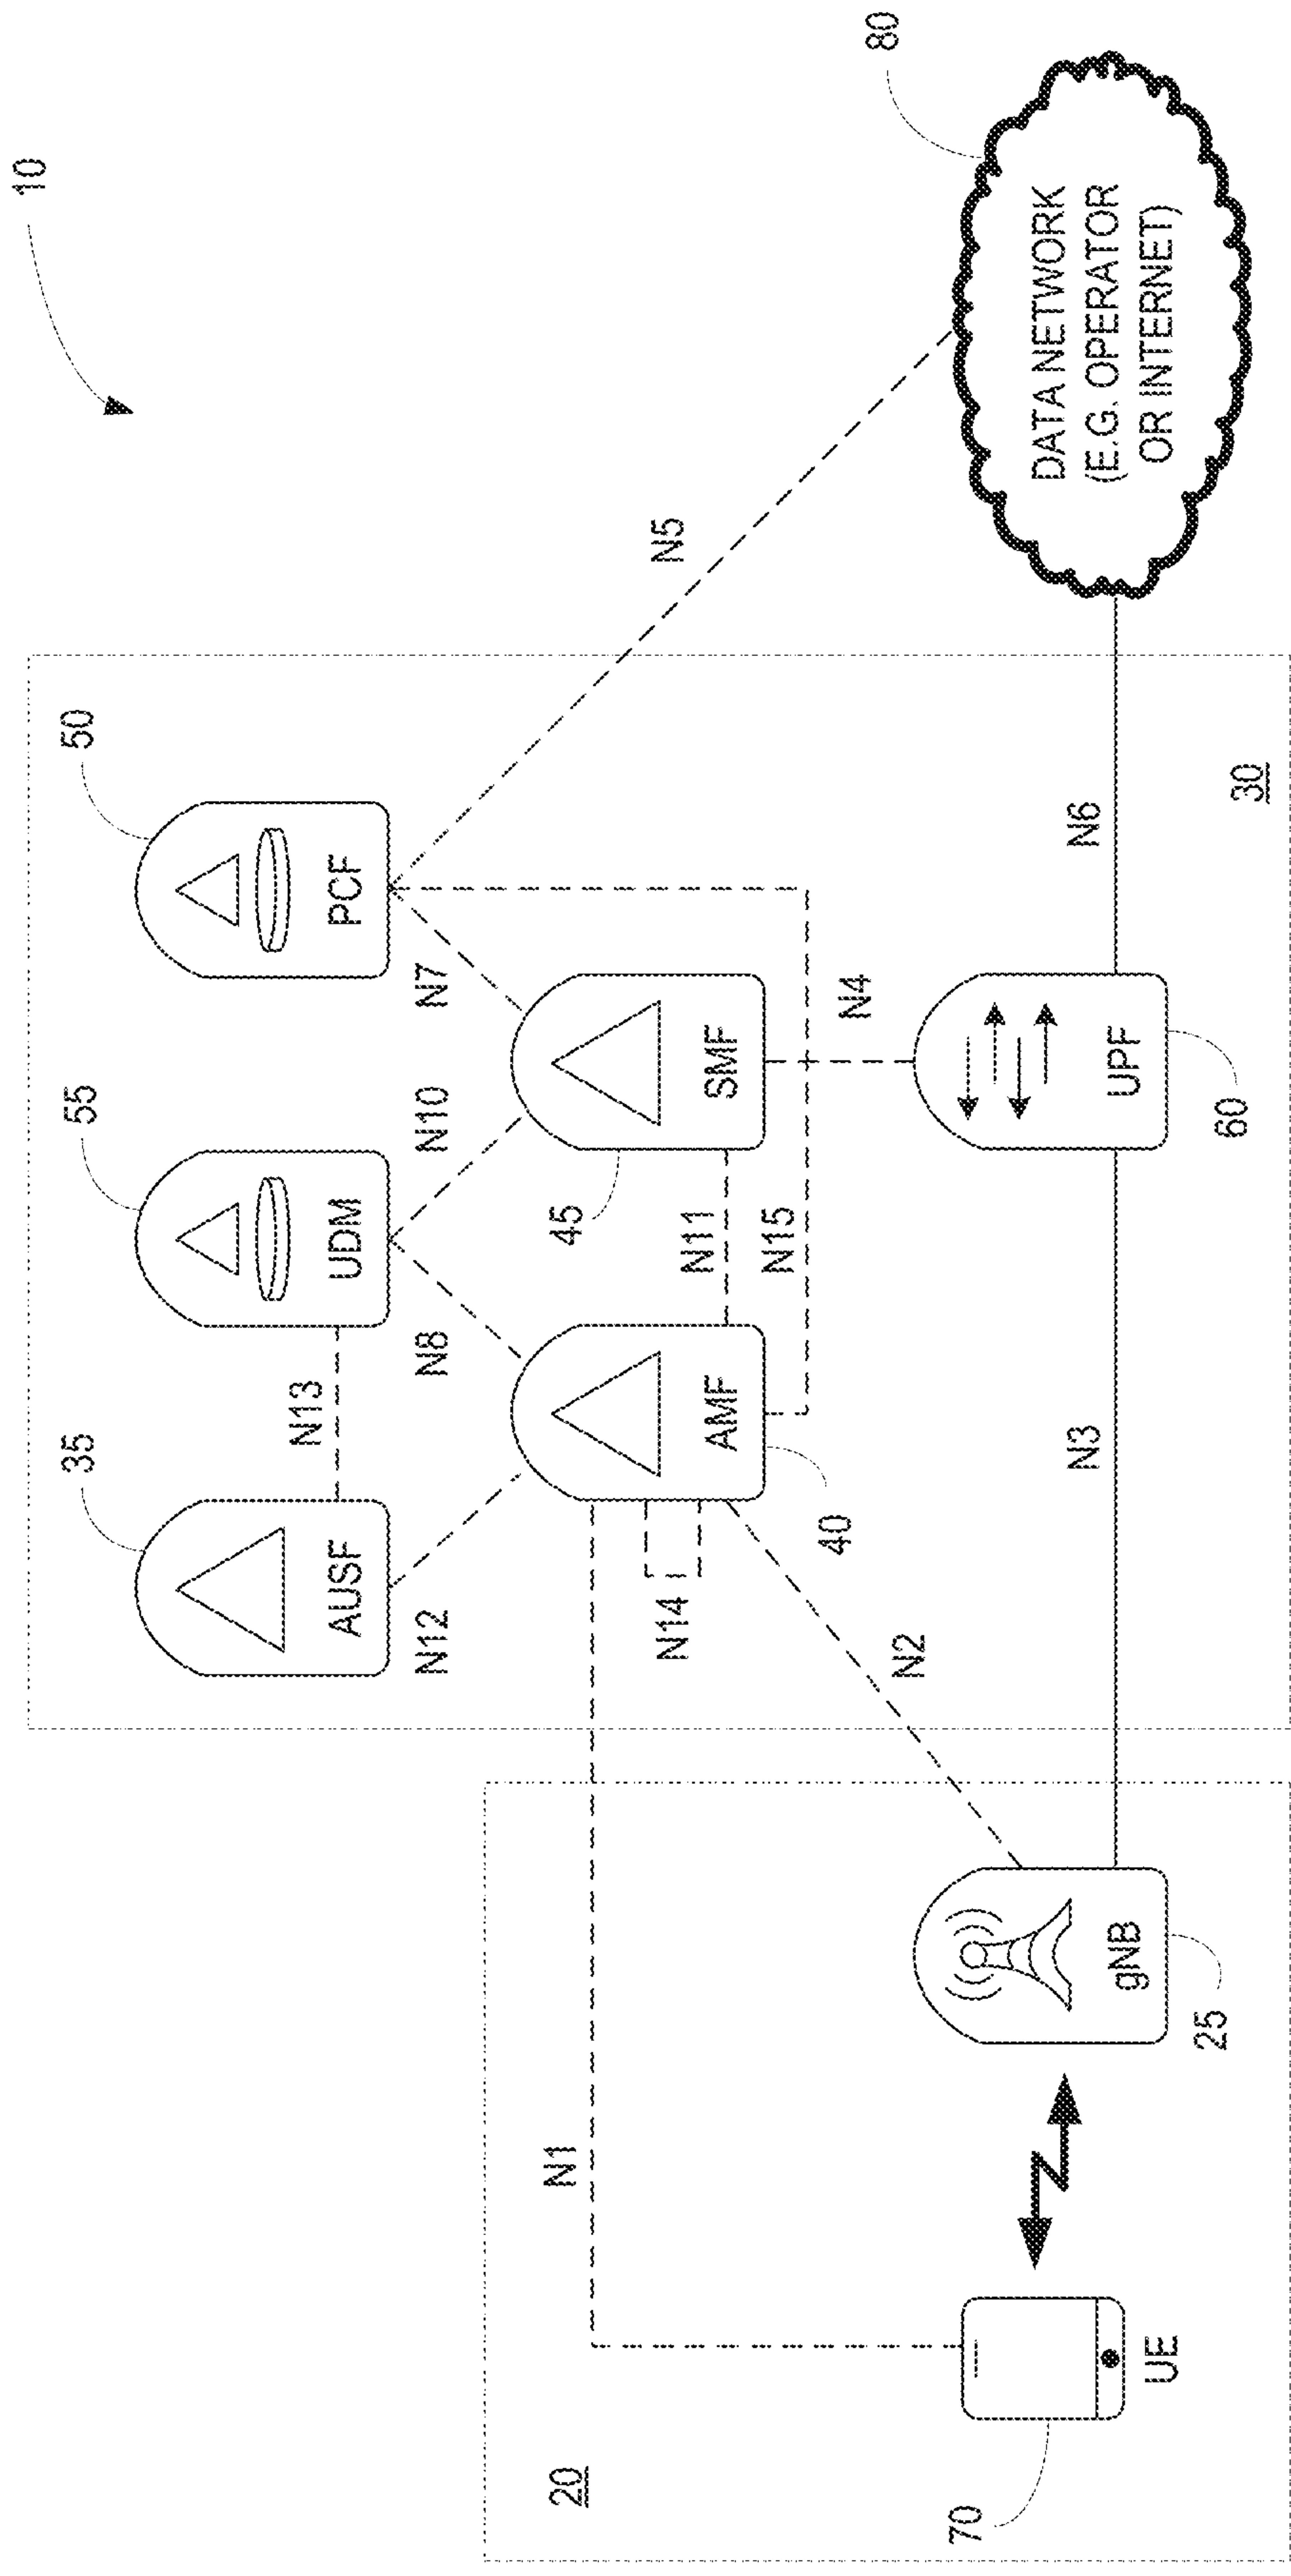 10
35
55
50
80
AUSF
N13
UDM
PCF
N12
N8
N10
N7
N5
20
N1
N14
AMF
N11
45
SMF
N15
40
N4
N2
70
UE
gNB
25
N3
UPF
60
N6
30
DATA NETWORK
(E.G. OPERATOR
OR INTERNET)